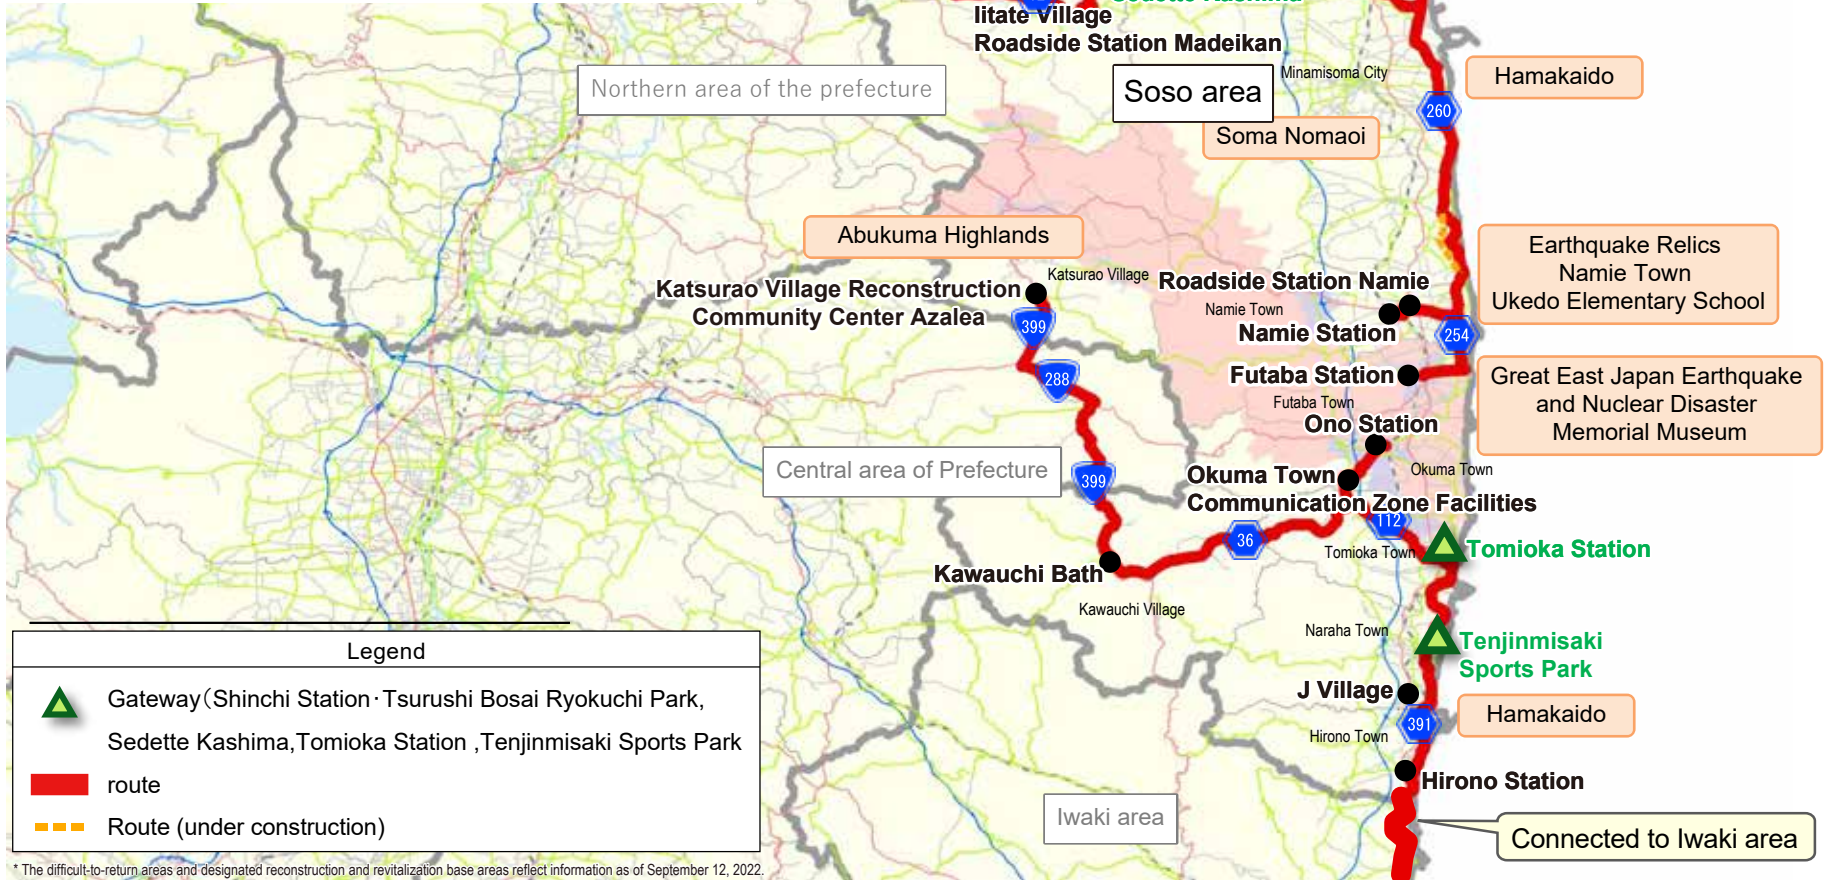 Sedette Kashima
Iitate Village
Roadside Station Madeikan
Northern area of the prefecture
Soso area
Minamisoma City
Hamakaido
260
Soma Nomaoi
Abukuma Highlands
Katsurao Village
Katsurao Village Reconstruction
Community Center Azalea
399
288
Roadside Station Namie
Namie Town
Namie Station
254
Earthquake Relics
Namie Town
Ukedo Elementary School
Futaba Station
Futaba Town
Great East Japan Earthquake
and Nuclear Disaster
Memorial Museum
Ono Station
Okuma Town
Central area of Prefecture
399
Okuma Town
Communication Zone Facilities
112
36
Tomioka Town
Tomioka Station
Kawauchi Bath
Kawauchi Village
Naraha Town
Tenjinmisaki
Sports Park
J Village
391
Hamakaido
Hirono Town
Hirono Station
Iwaki area
Connected to Iwaki area
Legend
Gateway（Shinchi Station・Tsurushi Bosai Ryokuchi Park,
Sedette Kashima,Tomioka Station ,Tenjinmisaki Sports Park
route
Route (under construction)
* The difficult-to-return areas and designated reconstruction and revitalization base areas reflect information as of September 12, 2022.